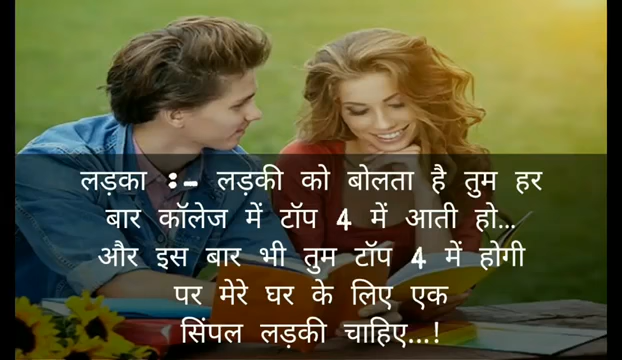 लड़का :- लड़की को बोलता है तुम हर
बार कॉलेज में टॉप 4 में आती हो...
और इस बार भी तुम टॉप 4 में होगी
पर मेरे घर के लिए एक
सिंपल लड़की चाहिए...!